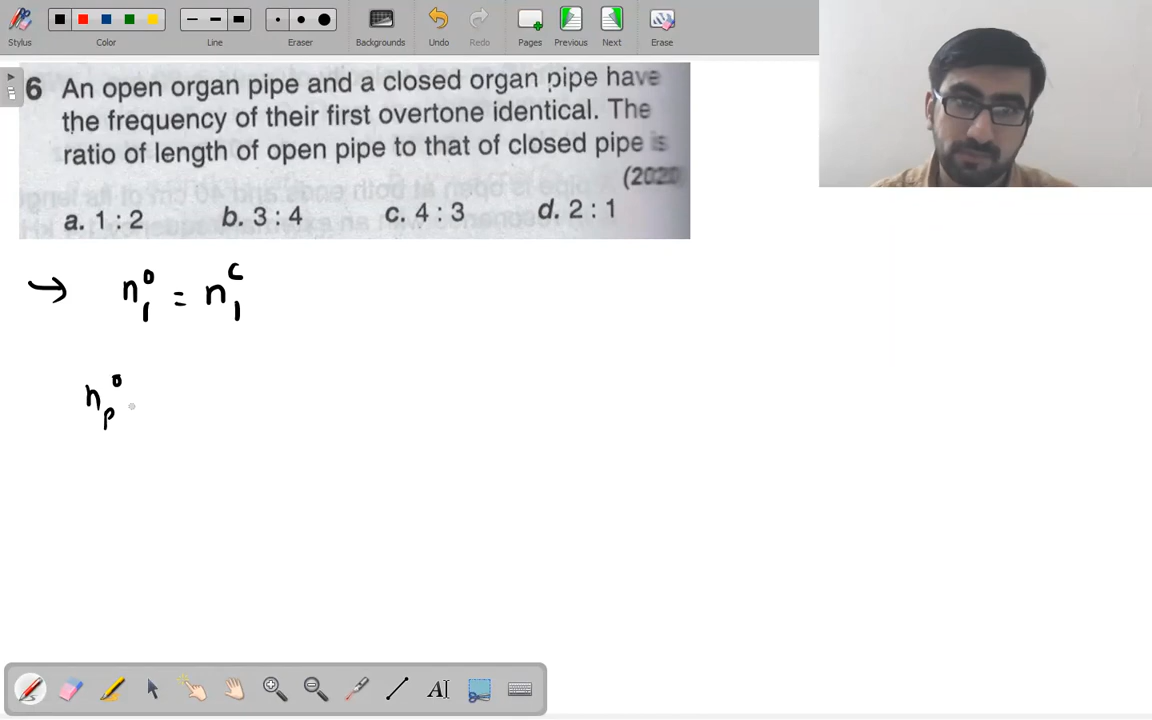 Stylus
Color
Line
Eraser
Backgrounds
Undo
Redo
Pages
Previous
Next
Erase
6 An open organ pipe and a closed organ pipe have
the frequency of their first overtone identical. The
ratio of length of open pipe to that of closed pipe is
(2020
a. 1 : 2 b. 3 : 4 c. 4 : 3 d. 2 : 1
→ n₁⁰ = n₁ᶜ
nₚ⁰